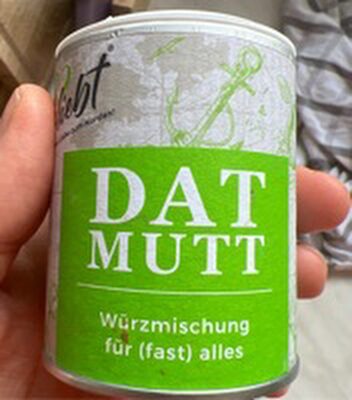 DAT
MUTT
Würzmischung
für (fast) alles